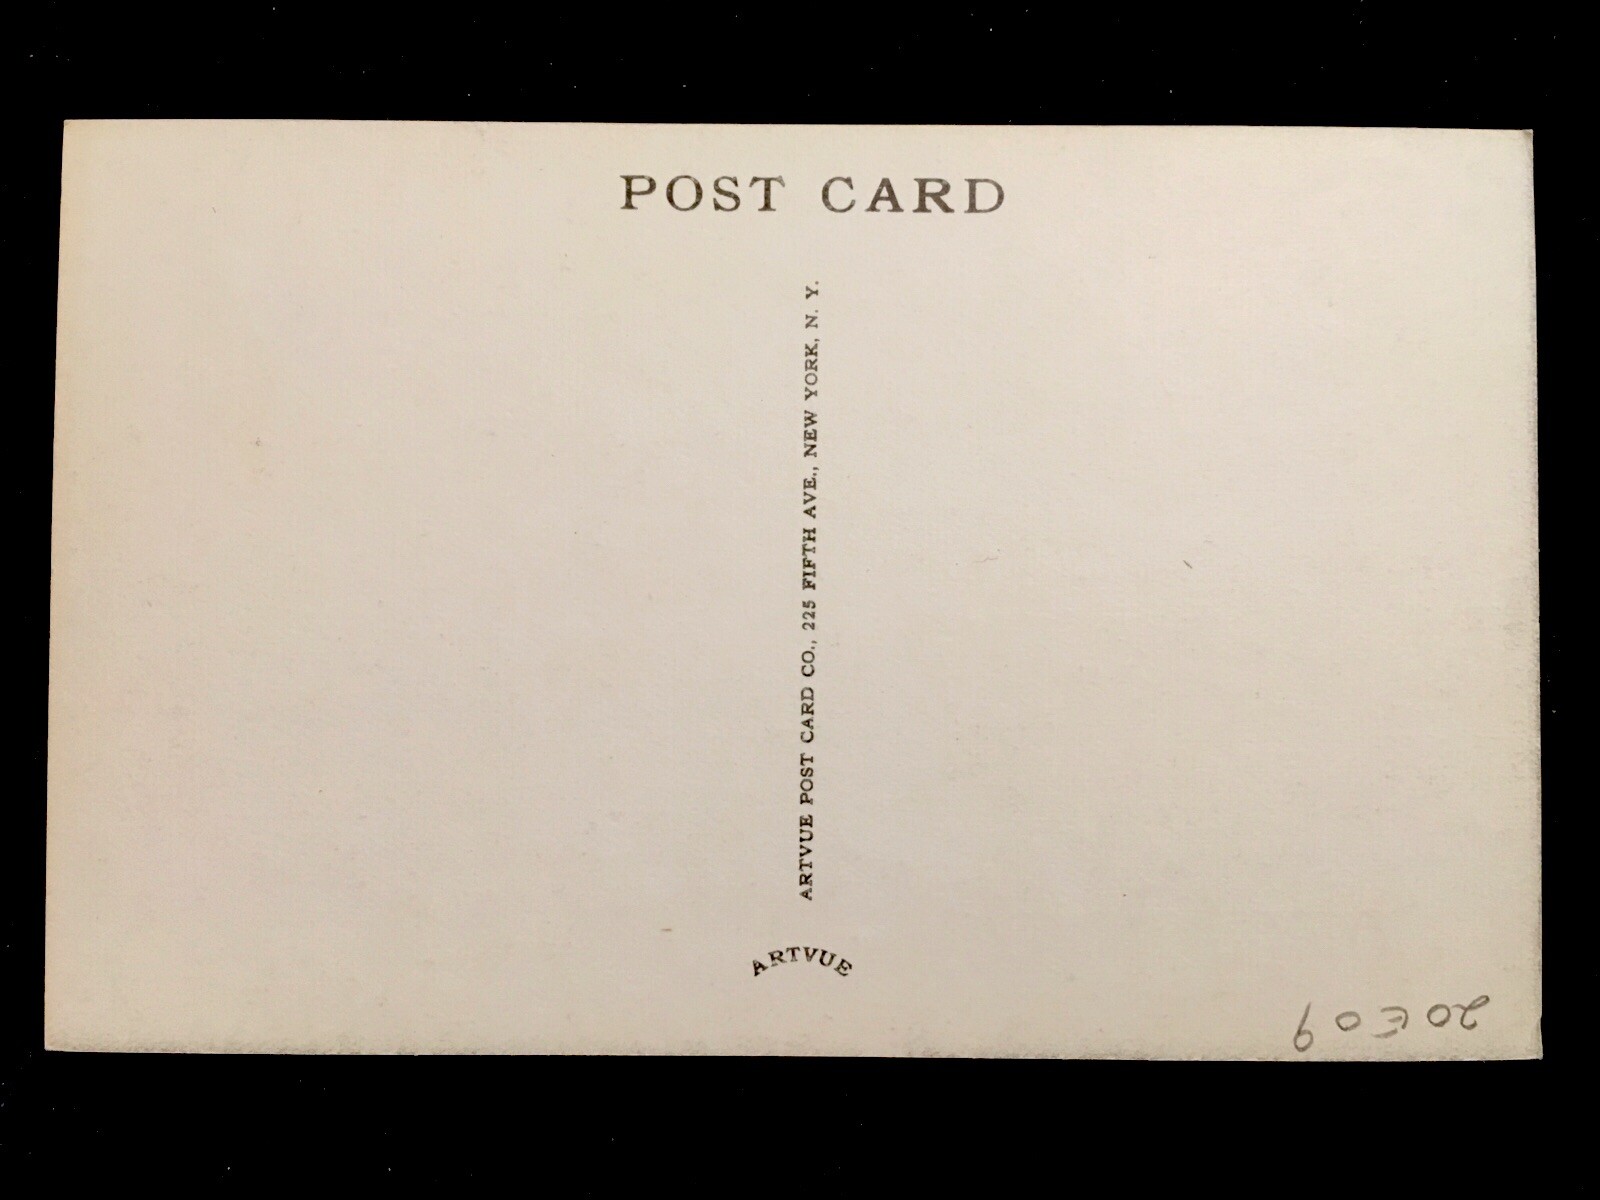 POST CARD
ARTVUE POST CARD CO., 225 FIFTH AVE., NEW YORK, N. Y.
ARTVUE
20E09